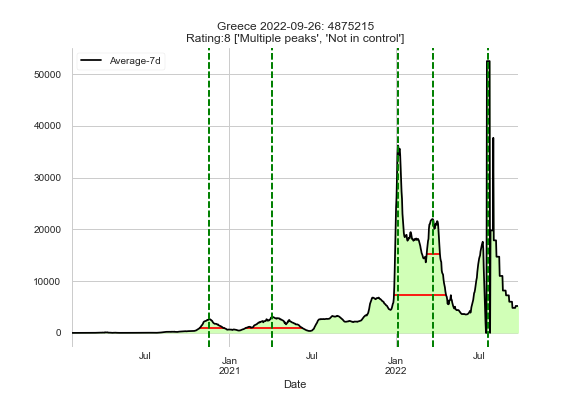 Greece 2022-09-26: 4875215
Rating:8 ['Multiple peaks', 'Not in control']
Average-7d
50000
40000
30000
20000
10000
0
Jul
Jan
2021
Jul
Jan
2022
Jul
Date